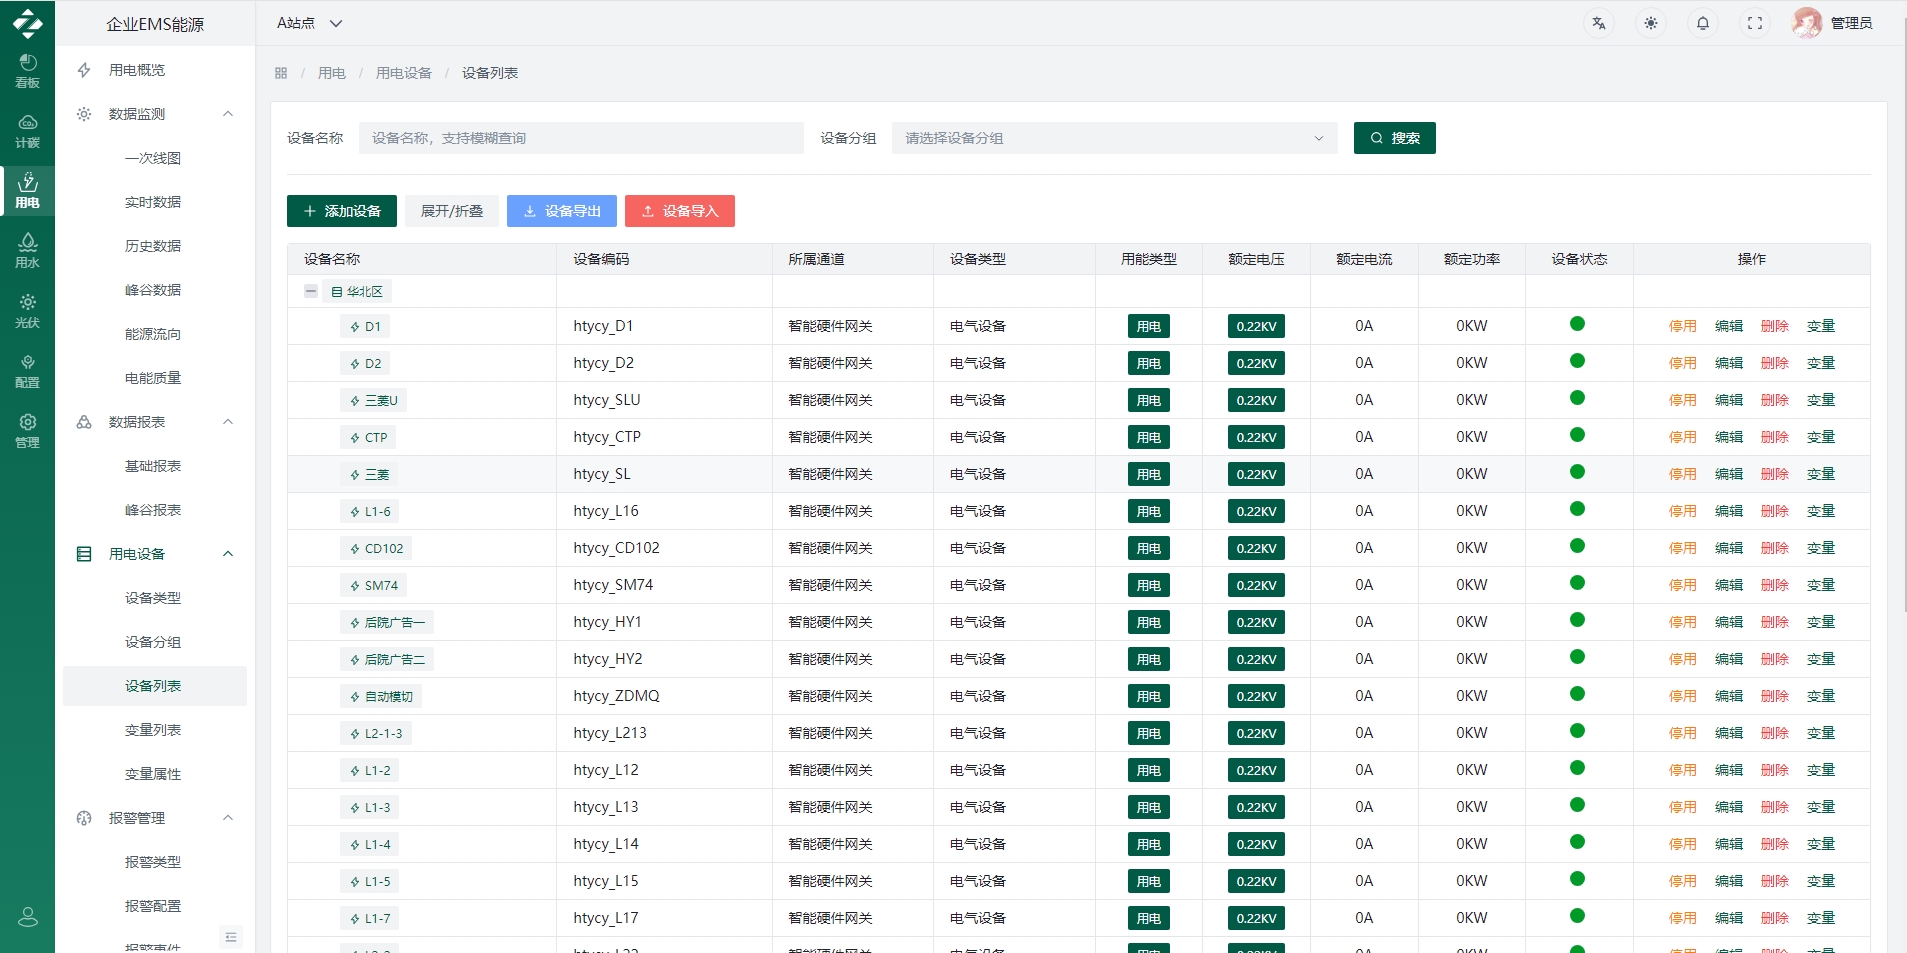 企业EMS能源
A站点
管理员
看板
计碳
用电
用水
光伏
配置
管理
用电概览
数据监测
一次线图
实时数据
历史数据
峰谷数据
能源流向
电能质量
数据报表
基础报表
峰谷报表
用电设备
设备类型
设备分组
设备列表
变量列表
变量属性
报警管理
报警类型
报警配置
报警事件
/ 用电 / 用电设备 / 设备列表
设备名称 设备名称，支持模糊查询 设备分组 请选择设备分组 搜索
添加设备 展开/折叠 设备导出 设备导入
设备名称 设备编码 所属通道 设备类型 用能类型 额定电压 额定电流 额定功率 设备状态 操作
华北区
D1 htycy_D1 智能硬件网关 电气设备 用电 0.22KV 0A 0KW 停用 编辑 删除 变量
D2 htycy_D2 智能硬件网关 电气设备 用电 0.22KV 0A 0KW 停用 编辑 删除 变量
三菱U htycy_SLU 智能硬件网关 电气设备 用电 0.22KV 0A 0KW 停用 编辑 删除 变量
CTP htycy_CTP 智能硬件网关 电气设备 用电 0.22KV 0A 0KW 停用 编辑 删除 变量
三菱 htycy_SL 智能硬件网关 电气设备 用电 0.22KV 0A 0KW 停用 编辑 删除 变量
L1-6 htycy_L16 智能硬件网关 电气设备 用电 0.22KV 0A 0KW 停用 编辑 删除 变量
CD102 htycy_CD102 智能硬件网关 电气设备 用电 0.22KV 0A 0KW 停用 编辑 删除 变量
SM74 htycy_SM74 智能硬件网关 电气设备 用电 0.22KV 0A 0KW 停用 编辑 删除 变量
后院广告一 htycy_HY1 智能硬件网关 电气设备 用电 0.22KV 0A 0KW 停用 编辑 删除 变量
后院广告二 htycy_HY2 智能硬件网关 电气设备 用电 0.22KV 0A 0KW 停用 编辑 删除 变量
自动模切 htycy_ZDMQ 智能硬件网关 电气设备 用电 0.22KV 0A 0KW 停用 编辑 删除 变量
L2-1-3 htycy_L213 智能硬件网关 电气设备 用电 0.22KV 0A 0KW 停用 编辑 删除 变量
L1-2 htycy_L12 智能硬件网关 电气设备 用电 0.22KV 0A 0KW 停用 编辑 删除 变量
L1-3 htycy_L13 智能硬件网关 电气设备 用电 0.22KV 0A 0KW 停用 编辑 删除 变量
L1-4 htycy_L14 智能硬件网关 电气设备 用电 0.22KV 0A 0KW 停用 编辑 删除 变量
L1-5 htycy_L15 智能硬件网关 电气设备 用电 0.22KV 0A 0KW 停用 编辑 删除 变量
L1-7 htycy_L17 智能硬件网关 电气设备 用电 0.22KV 0A 0KW 停用 编辑 删除 变量
智能硬件网关 电气设备 用电 0.22KV 0A 0KW 停用 编辑 删除 变量